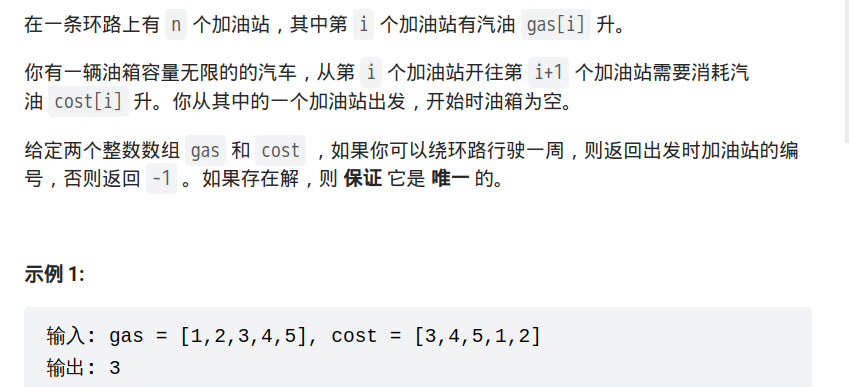 在一条环路上有 n 个加油站，其中第 i 个加油站有汽油 gas[i] 升。
你有一辆油箱容量无限的的汽车，从第 i 个加油站开往第 i+1 个加油站需要消耗汽
油 cost[i] 升。你从其中的一个加油站出发，开始时油箱为空。
给定两个整数数组 gas 和 cost ，如果你可以绕环路行驶一周，则返回出发时加油站的编
号，否则返回 -1 。如果存在解，则 保证 它是 唯一 的。
示例 1:
输入: gas = [1,2,3,4,5], cost = [3,4,5,1,2]
输出: 3